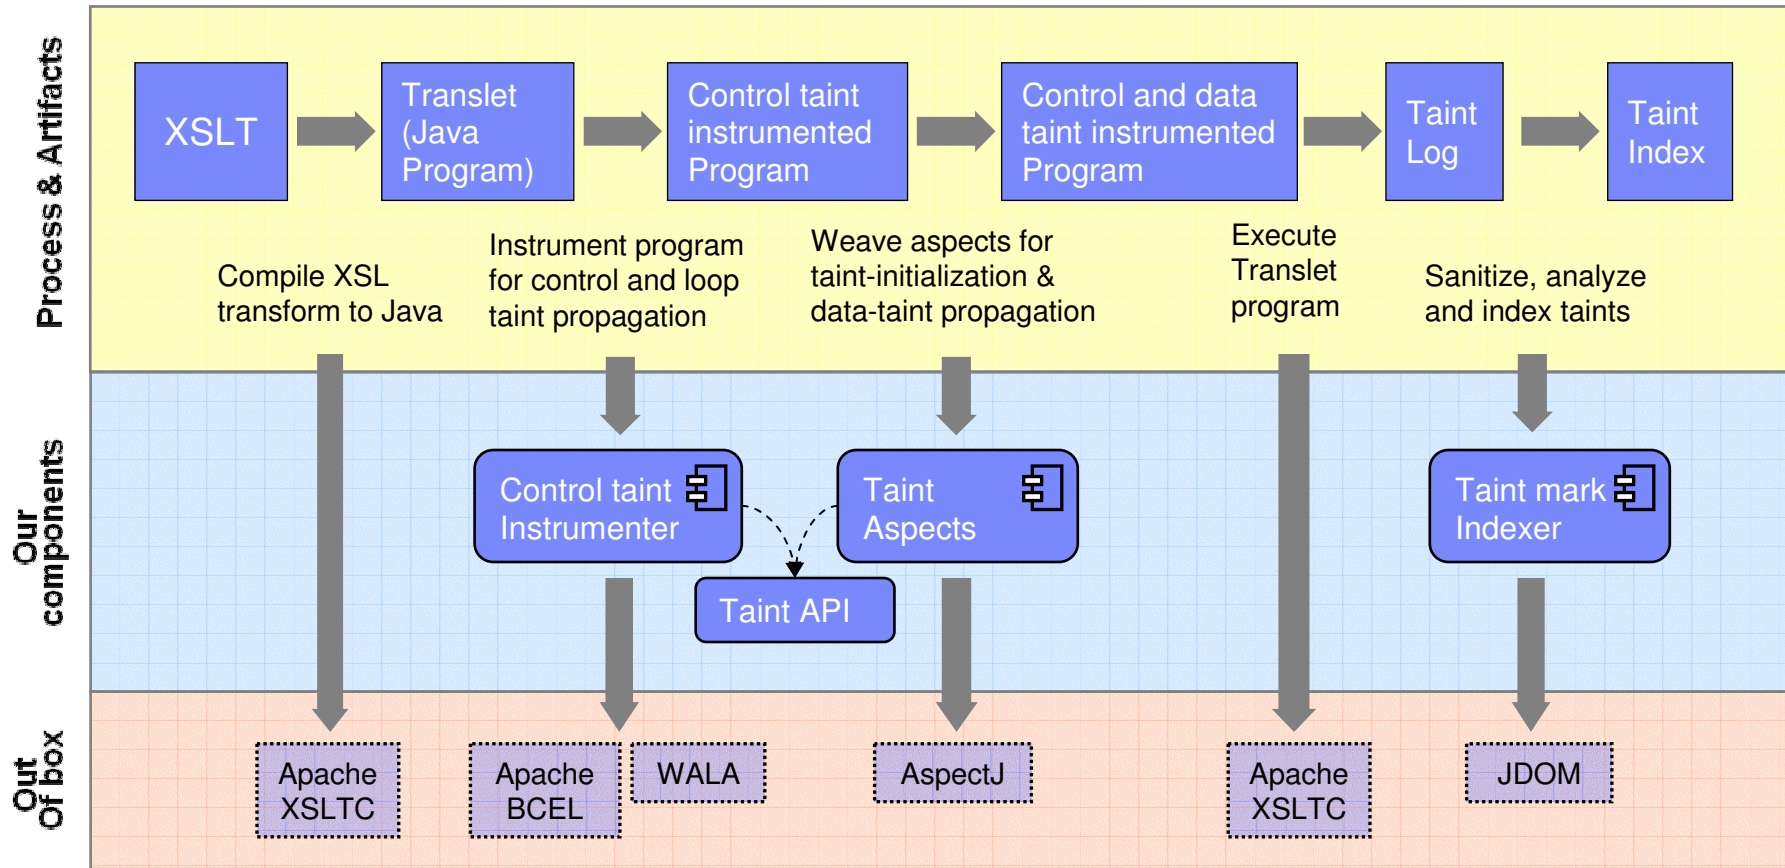 Process & Artifacts
XSLT
Translet
(Java
Program)
Control taint
instrumented
Program
Control and data
taint instrumented
Program
Taint
Log
Taint
Index
Compile XSL
transform to Java
Instrument program
for control and loop
taint propagation
Weave aspects for
taint-initialization &
data-taint propagation
Execute
Translet
program
Sanitize, analyze
and index taints
Our
components
Control taint
Instrumenter
Taint
Aspects
Taint mark
Indexer
Taint API
Out
Of box
Apache
XSLTC
Apache
BCEL
WALA
AspectJ
Apache
XSLTC
JDOM